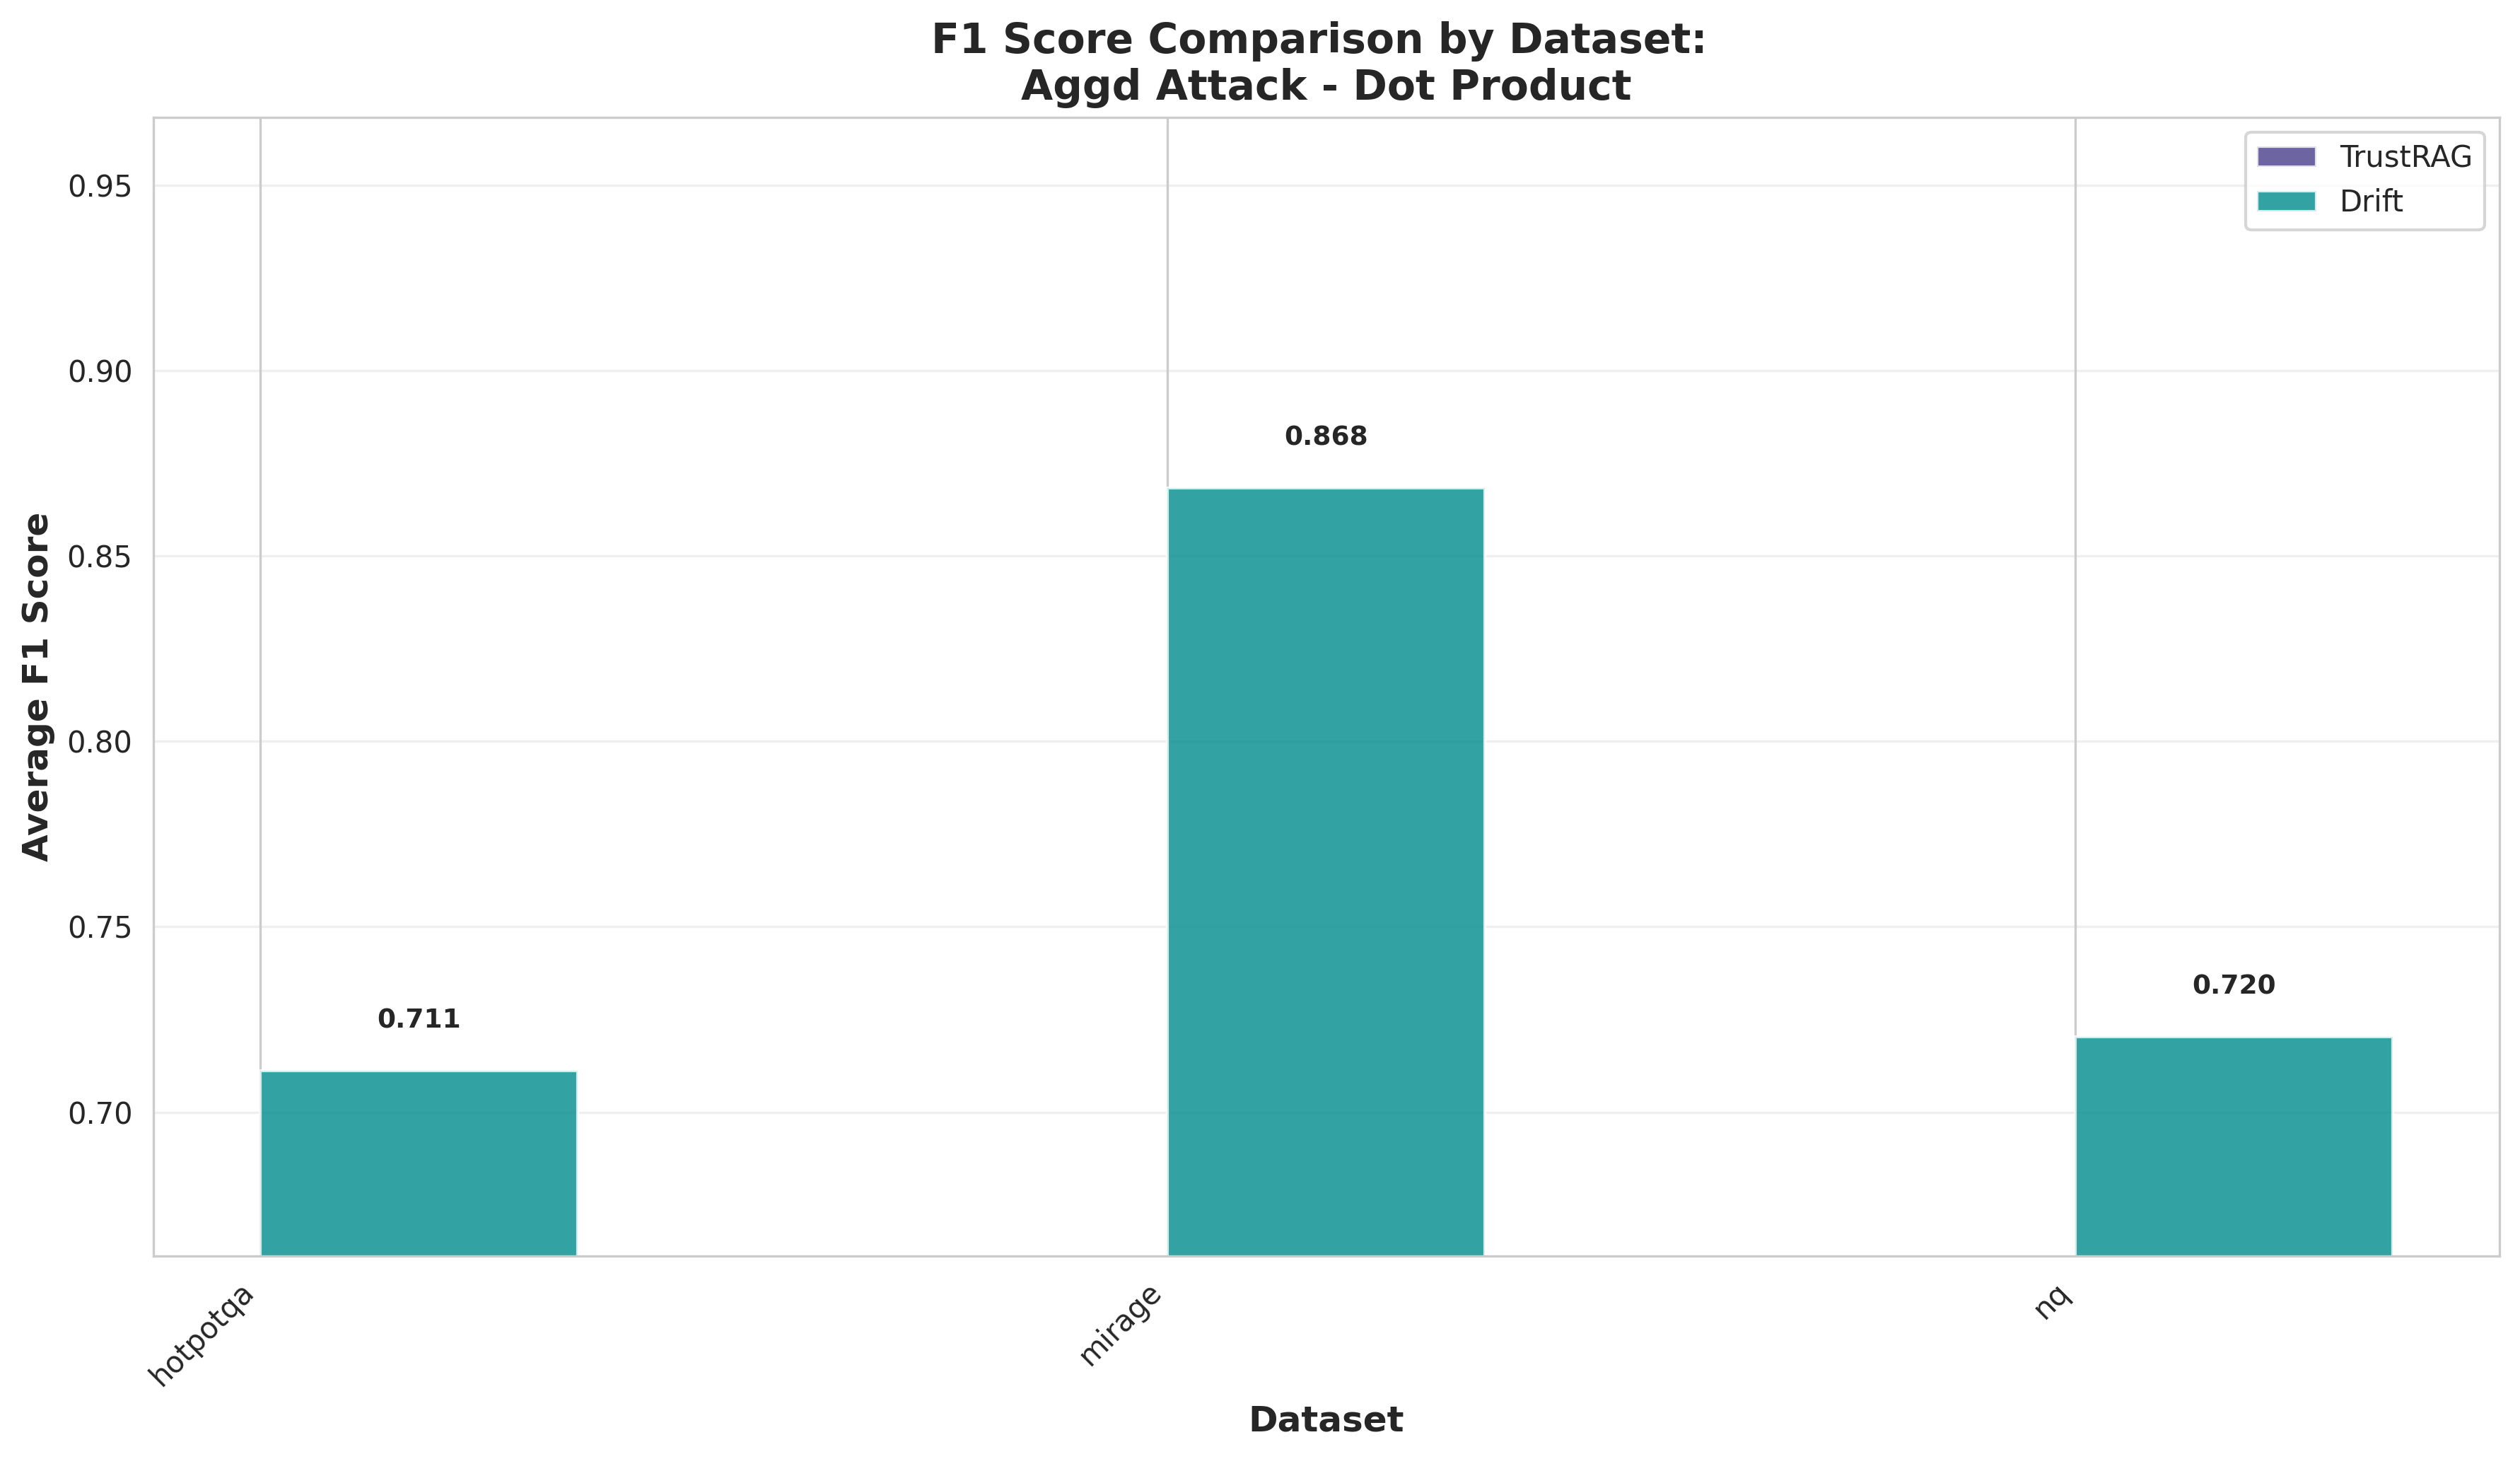 F1 Score Comparison by Dataset:
Aggd Attack - Dot Product
TrustRAG
Drift
Average F1 Score
0.95
0.90
0.85
0.80
0.75
0.70
0.711
0.868
0.720
hotpotqa
mirage
nq
Dataset